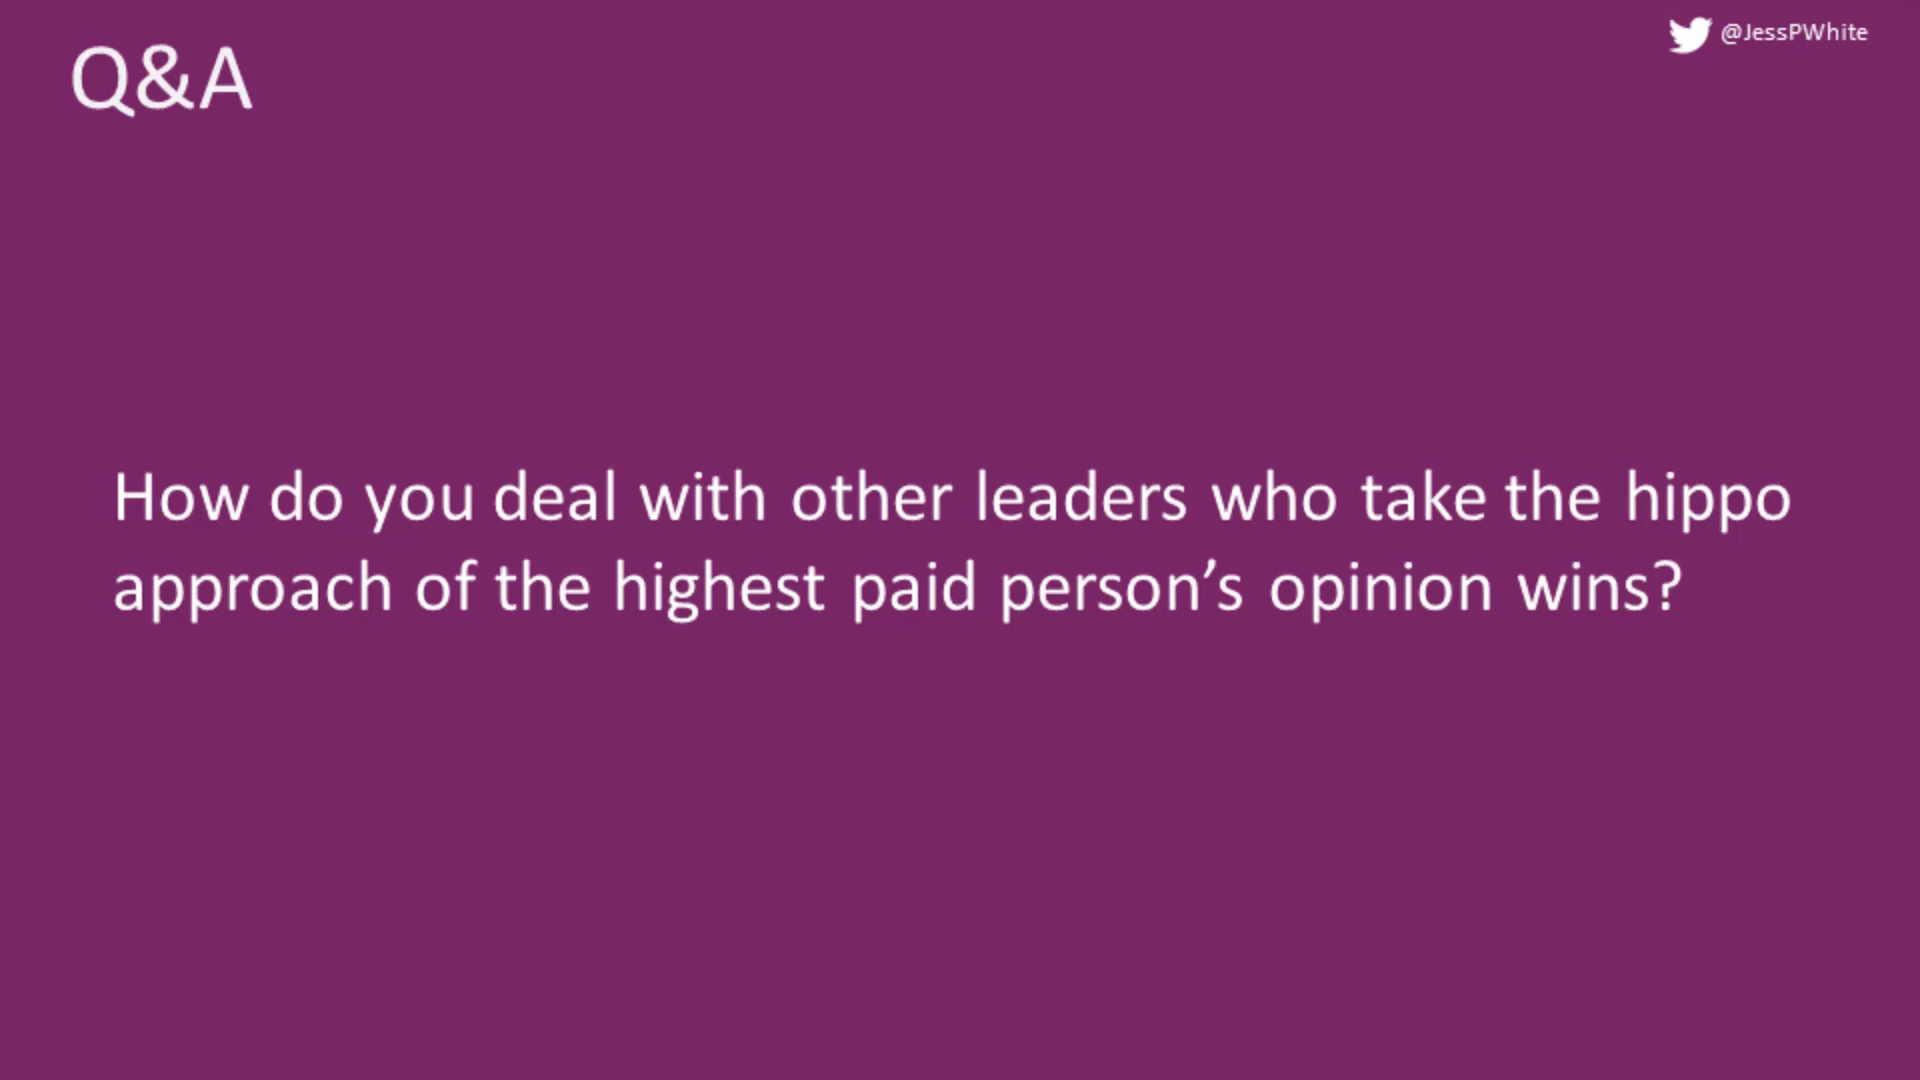 Q&A
@JessPWhite
How do you deal with other leaders who take the hippo
approach of the highest paid person’s opinion wins?